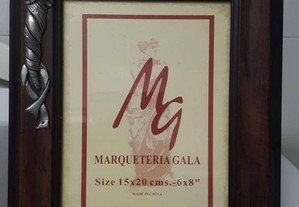 MG
MARQUETERIA GALA
Size 15x20 cms.-6x8"